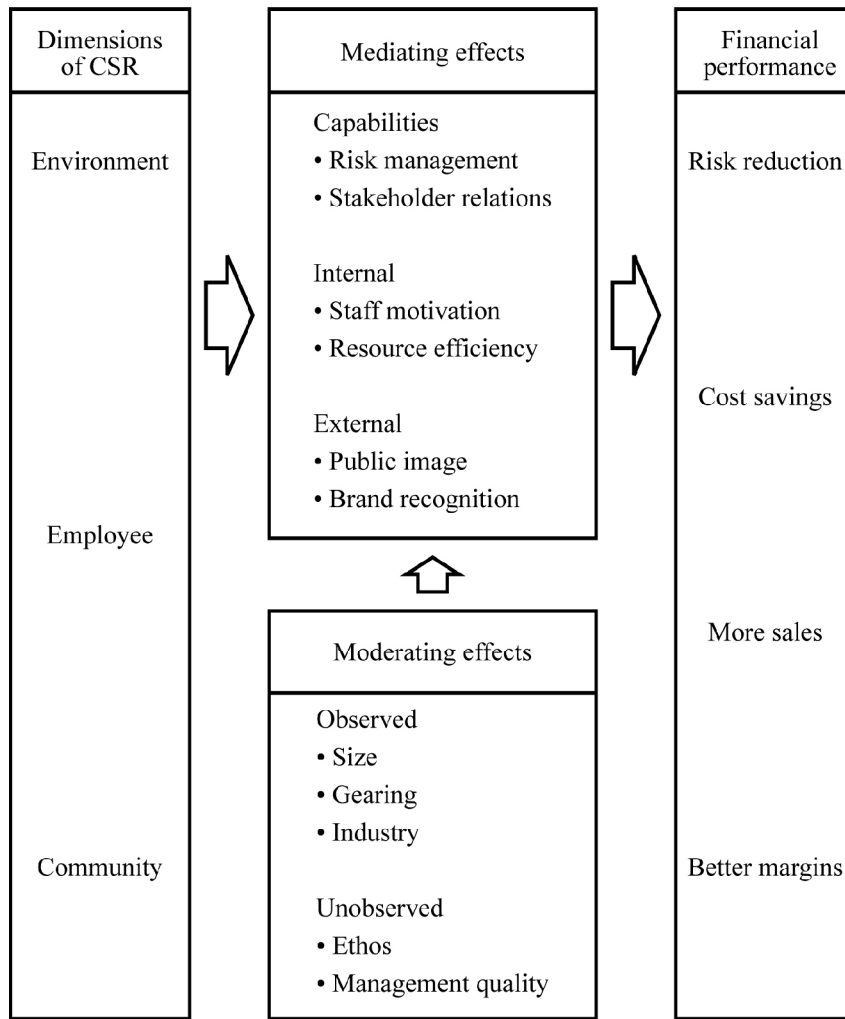 Dimensions
of CSR
Environment
Employee
Community
Mediating effects
Capabilities
• Risk management
• Stakeholder relations
Internal
• Staff motivation
• Resource efficiency
External
• Public image
• Brand recognition
Moderating effects
Observed
• Size
• Gearing
• Industry
Unobserved
• Ethos
• Management quality
Financial
performance
Risk reduction
Cost savings
More sales
Better margins